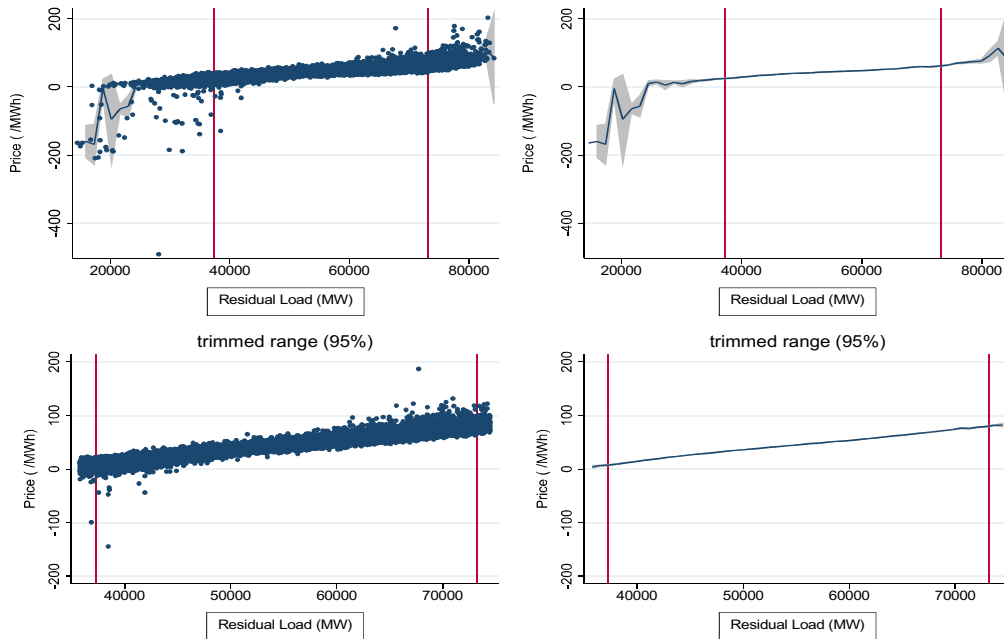 200
0
-200
-400
Price ( /MWh)
20000 40000 60000 80000
Residual Load (MW)
200
0
-200
-400
Price ( /MWh)
20000 40000 60000 80000
Residual Load (MW)
trimmed range (95%)
200
100
0
-100
-200
Price ( /MWh)
40000 50000 60000 70000
Residual Load (MW)
trimmed range (95%)
200
100
0
-100
-200
Price ( /MWh)
40000 50000 60000 70000
Residual Load (MW)